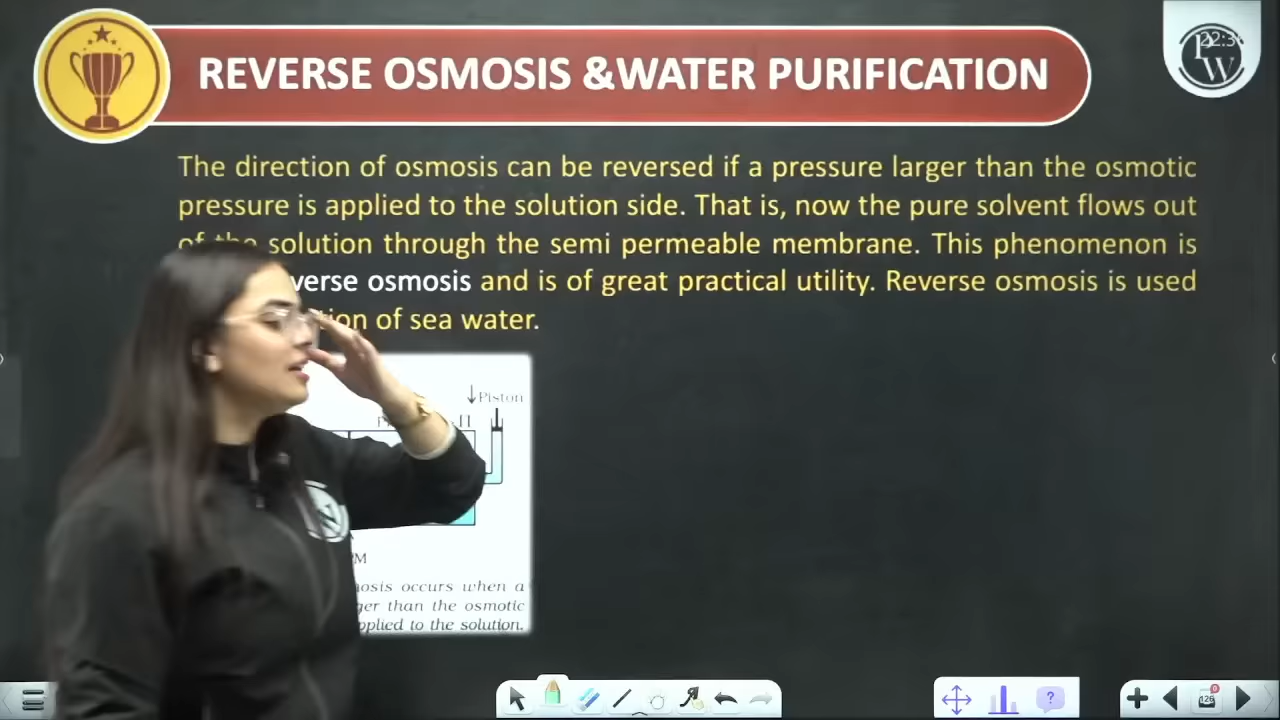 REVERSE OSMOSIS &WATER PURIFICATION
The direction of osmosis can be reversed if a pressure larger than the osmotic
pressure is applied to the solution side. That is, now the pure solvent flows out
of the solution through the semi permeable membrane. This phenomenon is
verse osmosis and is of great practical utility. Reverse osmosis is used
tion of sea water.
Piston
osis occurs when a
ger than the osmotic
pplied to the solution.
PW
?